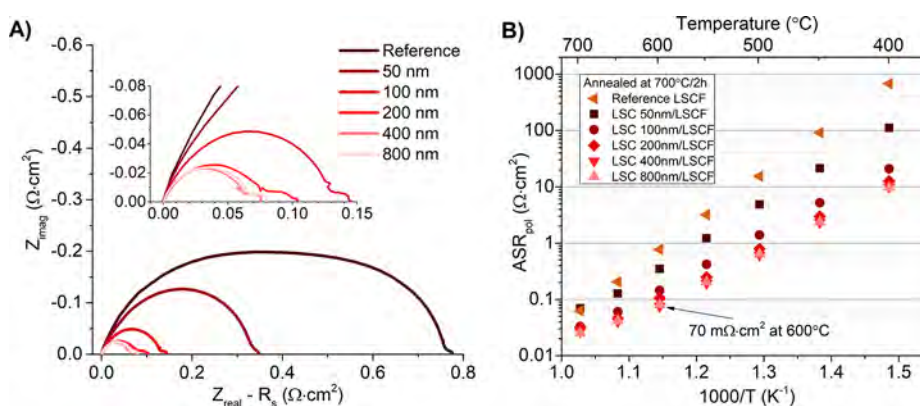 A)
-0.6
-0.5
-0.4
-0.3
-0.2
-0.1
0.0
Z_imag (Ω·cm²)
0.0 0.2 0.4 0.6 0.8
Z_real - R_s (Ω·cm²)
-0.08
-0.06
-0.04
-0.02
0.00
0.00 0.05 0.10 0.15
Reference
50 nm
100 nm
200 nm
400 nm
800 nm
B)
Temperature (°C)
700 600 500 400
1000
100
10
1
0.1
0.01
ASR_pol (Ω·cm²)
Annealed at 700°C/2h
Reference LSCF
LSC 50nm/LSCF
LSC 100nm/LSCF
LSC 200nm/LSCF
LSC 400nm/LSCF
LSC 800nm/LSCF
70 mΩ·cm² at 600°C
1.0 1.1 1.2 1.3 1.4 1.5
1000/T (K⁻¹)